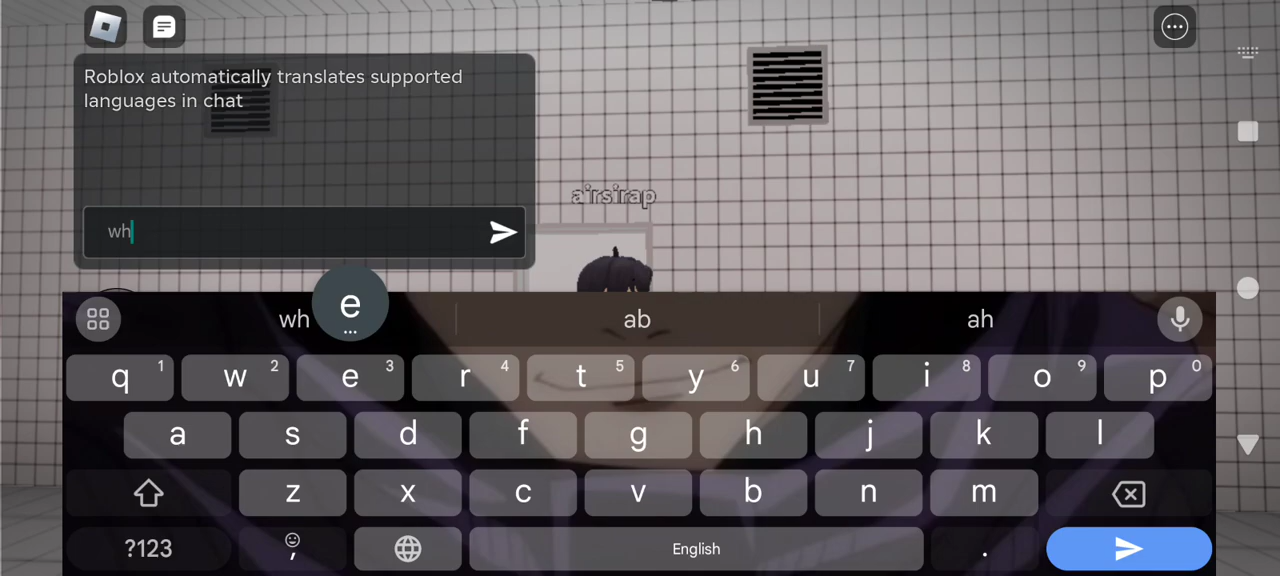 Roblox automatically translates supported
languages in chat
airsirap
wh
e
...
wh
ab
ah
q 1 w 2 e 3 r 4 t 5 y 6 u 7 i 8 o 9 p 0
a s d f g h j k l
z x c v b n m
?123 , English .